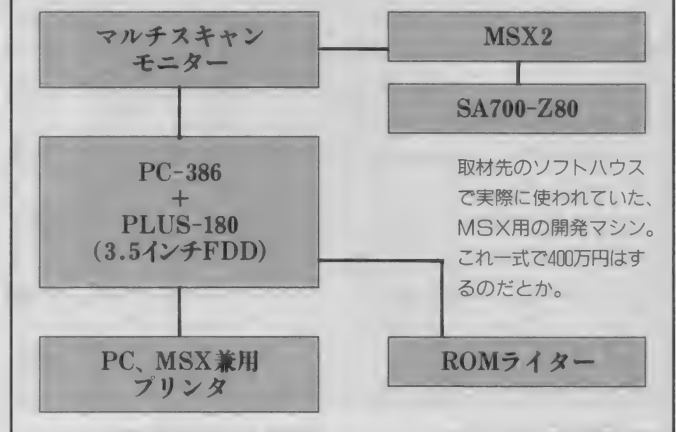 マルチスキャン
モニター
MSX2
SA700-Z80
PC-386
+
PLUS-180
(3.5インチFDD)
取材先のソフトハウス
で実際に使われていた、
MSX用の開発マシン。
これ一式で400万円はす
るのだとか。
PC、MSX兼用
プリンタ
ROMライター